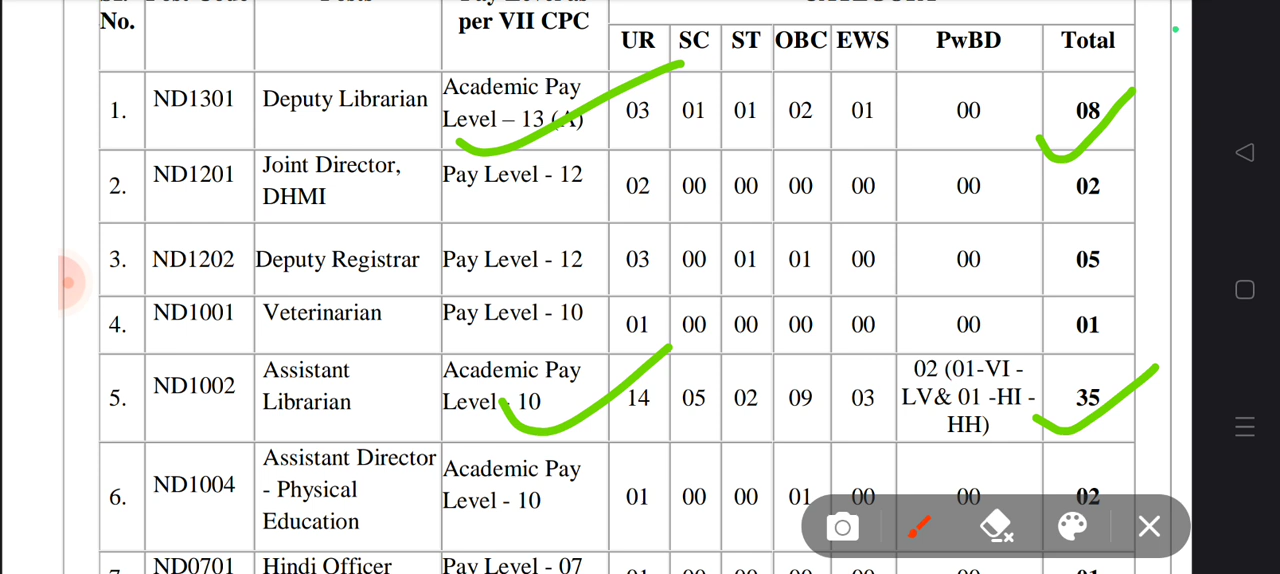 No.
per VII CPC
UR SC ST OBC EWS PwBD Total
1. ND1301 Deputy Librarian Academic Pay
Level – 13 (A) 03 01 01 02 01 00 08
2. ND1201 Joint Director,
DHMI Pay Level - 12 02 00 00 00 00 00 02
3. ND1202 Deputy Registrar Pay Level - 12 03 00 01 01 00 00 05
4. ND1001 Veterinarian Pay Level - 10 01 00 00 00 00 00 01
5. ND1002 Assistant
Librarian Academic Pay
Level - 10 14 05 02 09 03 02 (01-VI -
LV& 01 -HI -
HH) 35
6. ND1004 Assistant Director
- Physical
Education Academic Pay
Level - 10 01 00 00 01 00 00 02
ND0701 Hindi Officer Pay Level - 07